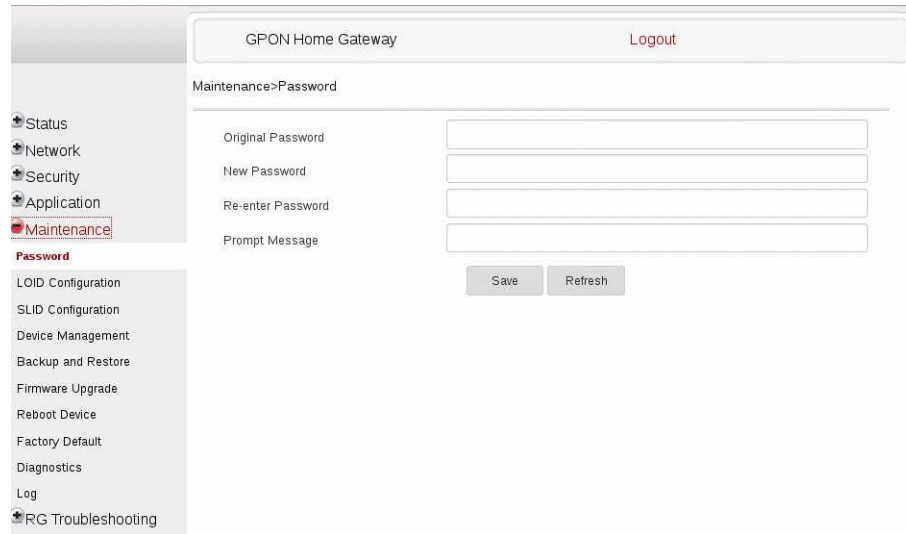 GPON Home Gateway
Logout
Maintenance>Password
Status
Network
Security
Application
Maintenance
Password
LOID Configuration
SLID Configuration
Device Management
Backup and Restore
Firmware Upgrade
Reboot Device
Factory Default
Diagnostics
Log
RG Troubleshooting
Original Password
New Password
Re-enter Password
Prompt Message
Save
Refresh